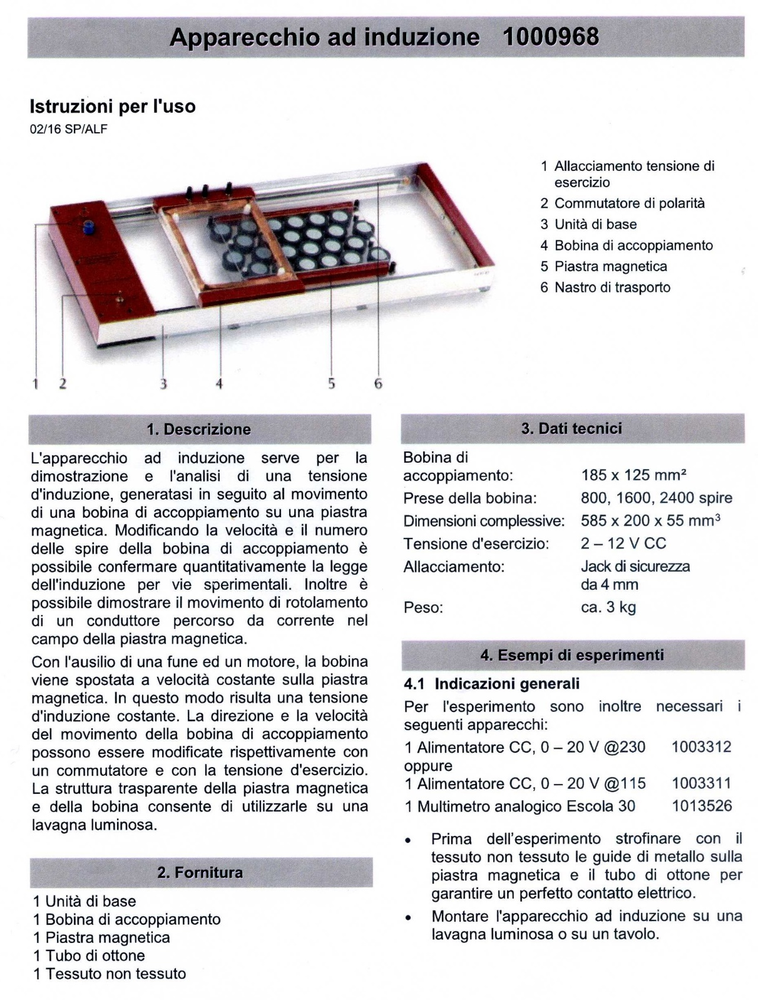 Apparecchio ad induzione 1000968
Istruzioni per l'uso
02/16 SP/ALF
1 Allacciamento tensione di
esercizio
2 Commutatore di polarità
3 Unità di base
4 Bobina di accoppiamento
5 Piastra magnetica
6 Nastro di trasporto
1 2 3 4 5 6
1. Descrizione
L'apparecchio ad induzione serve per la
dimostrazione e l'analisi di una tensione
d'induzione, generatasi in seguito al movimento
di una bobina di accoppiamento su una piastra
magnetica. Modificando la velocità e il numero
delle spire della bobina di accoppiamento è
possibile confermare quantitativamente la legge
dell'induzione per vie sperimentali. Inoltre è
possibile dimostrare il movimento di rotolamento
di un conduttore percorso da corrente nel
campo della piastra magnetica.
Con l'ausilio di una fune ed un motore, la bobina
viene spostata a velocità costante sulla piastra
magnetica. In questo modo risulta una tensione
d'induzione costante. La direzione e la velocità
del movimento della bobina di accoppiamento
possono essere modificate rispettivamente con
un commutatore e con la tensione d'esercizio.
La struttura trasparente della piastra magnetica
e della bobina consente di utilizzarle su una
lavagna luminosa.
2. Fornitura
1 Unità di base
1 Bobina di accoppiamento
1 Piastra magnetica
1 Tubo di ottone
1 Tessuto non tessuto
3. Dati tecnici
Bobina di
accoppiamento: 185 x 125 mm²
Prese della bobina: 800, 1600, 2400 spire
Dimensioni complessive: 585 x 200 x 55 mm³
Tensione d'esercizio: 2 – 12 V CC
Allacciamento: Jack di sicurezza
da 4 mm
Peso: ca. 3 kg
4. Esempi di esperimenti
4.1 Indicazioni generali
Per l'esperimento sono inoltre necessari i
seguenti apparecchi:
1 Alimentatore CC, 0 – 20 V @230 1003312
oppure
1 Alimentatore CC, 0 – 20 V @115 1003311
1 Multimetro analogico Escola 30 1013526
• Prima dell’esperimento strofinare con il
tessuto non tessuto le guide di metallo sulla
piastra magnetica e il tubo di ottone per
garantire un perfetto contatto elettrico.
• Montare l'apparecchio ad induzione su una
lavagna luminosa o su un tavolo.